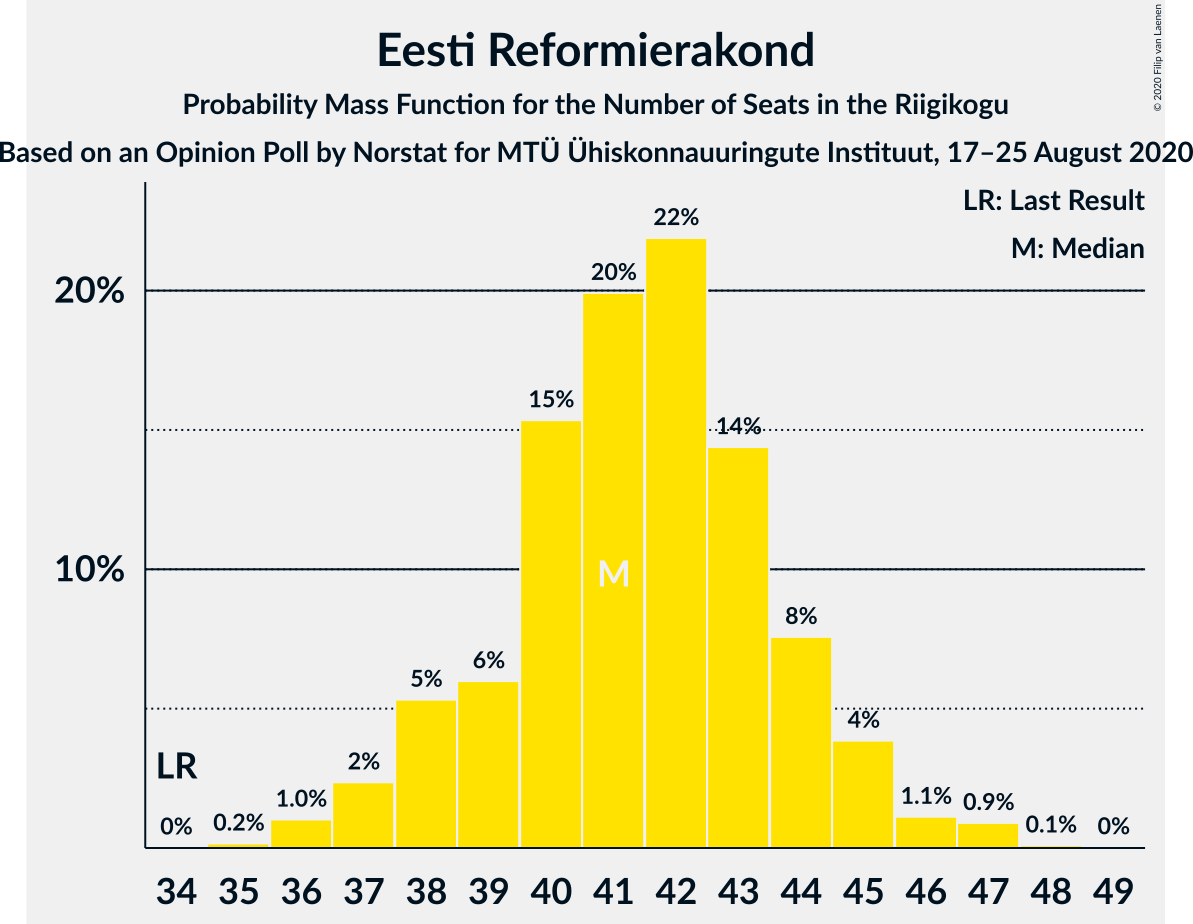 Eesti Reformierakond
Probability Mass Function for the Number of Seats in the Riigikogu
Based on an Opinion Poll by Norstat for MTÜ Ühiskonnauuringute Instituut, 17–25 August 2020
© 2020 Filip van Laenen
LR: Last Result
M: Median
22%
20%
20%
15%
14%
10%
M
8%
6%
5%
4%
LR
2%
1.0%
1.1%
0.9%
0%
0.2%
0.1%
0%
34 35 36 37 38 39 40 41 42 43 44 45 46 47 48 49